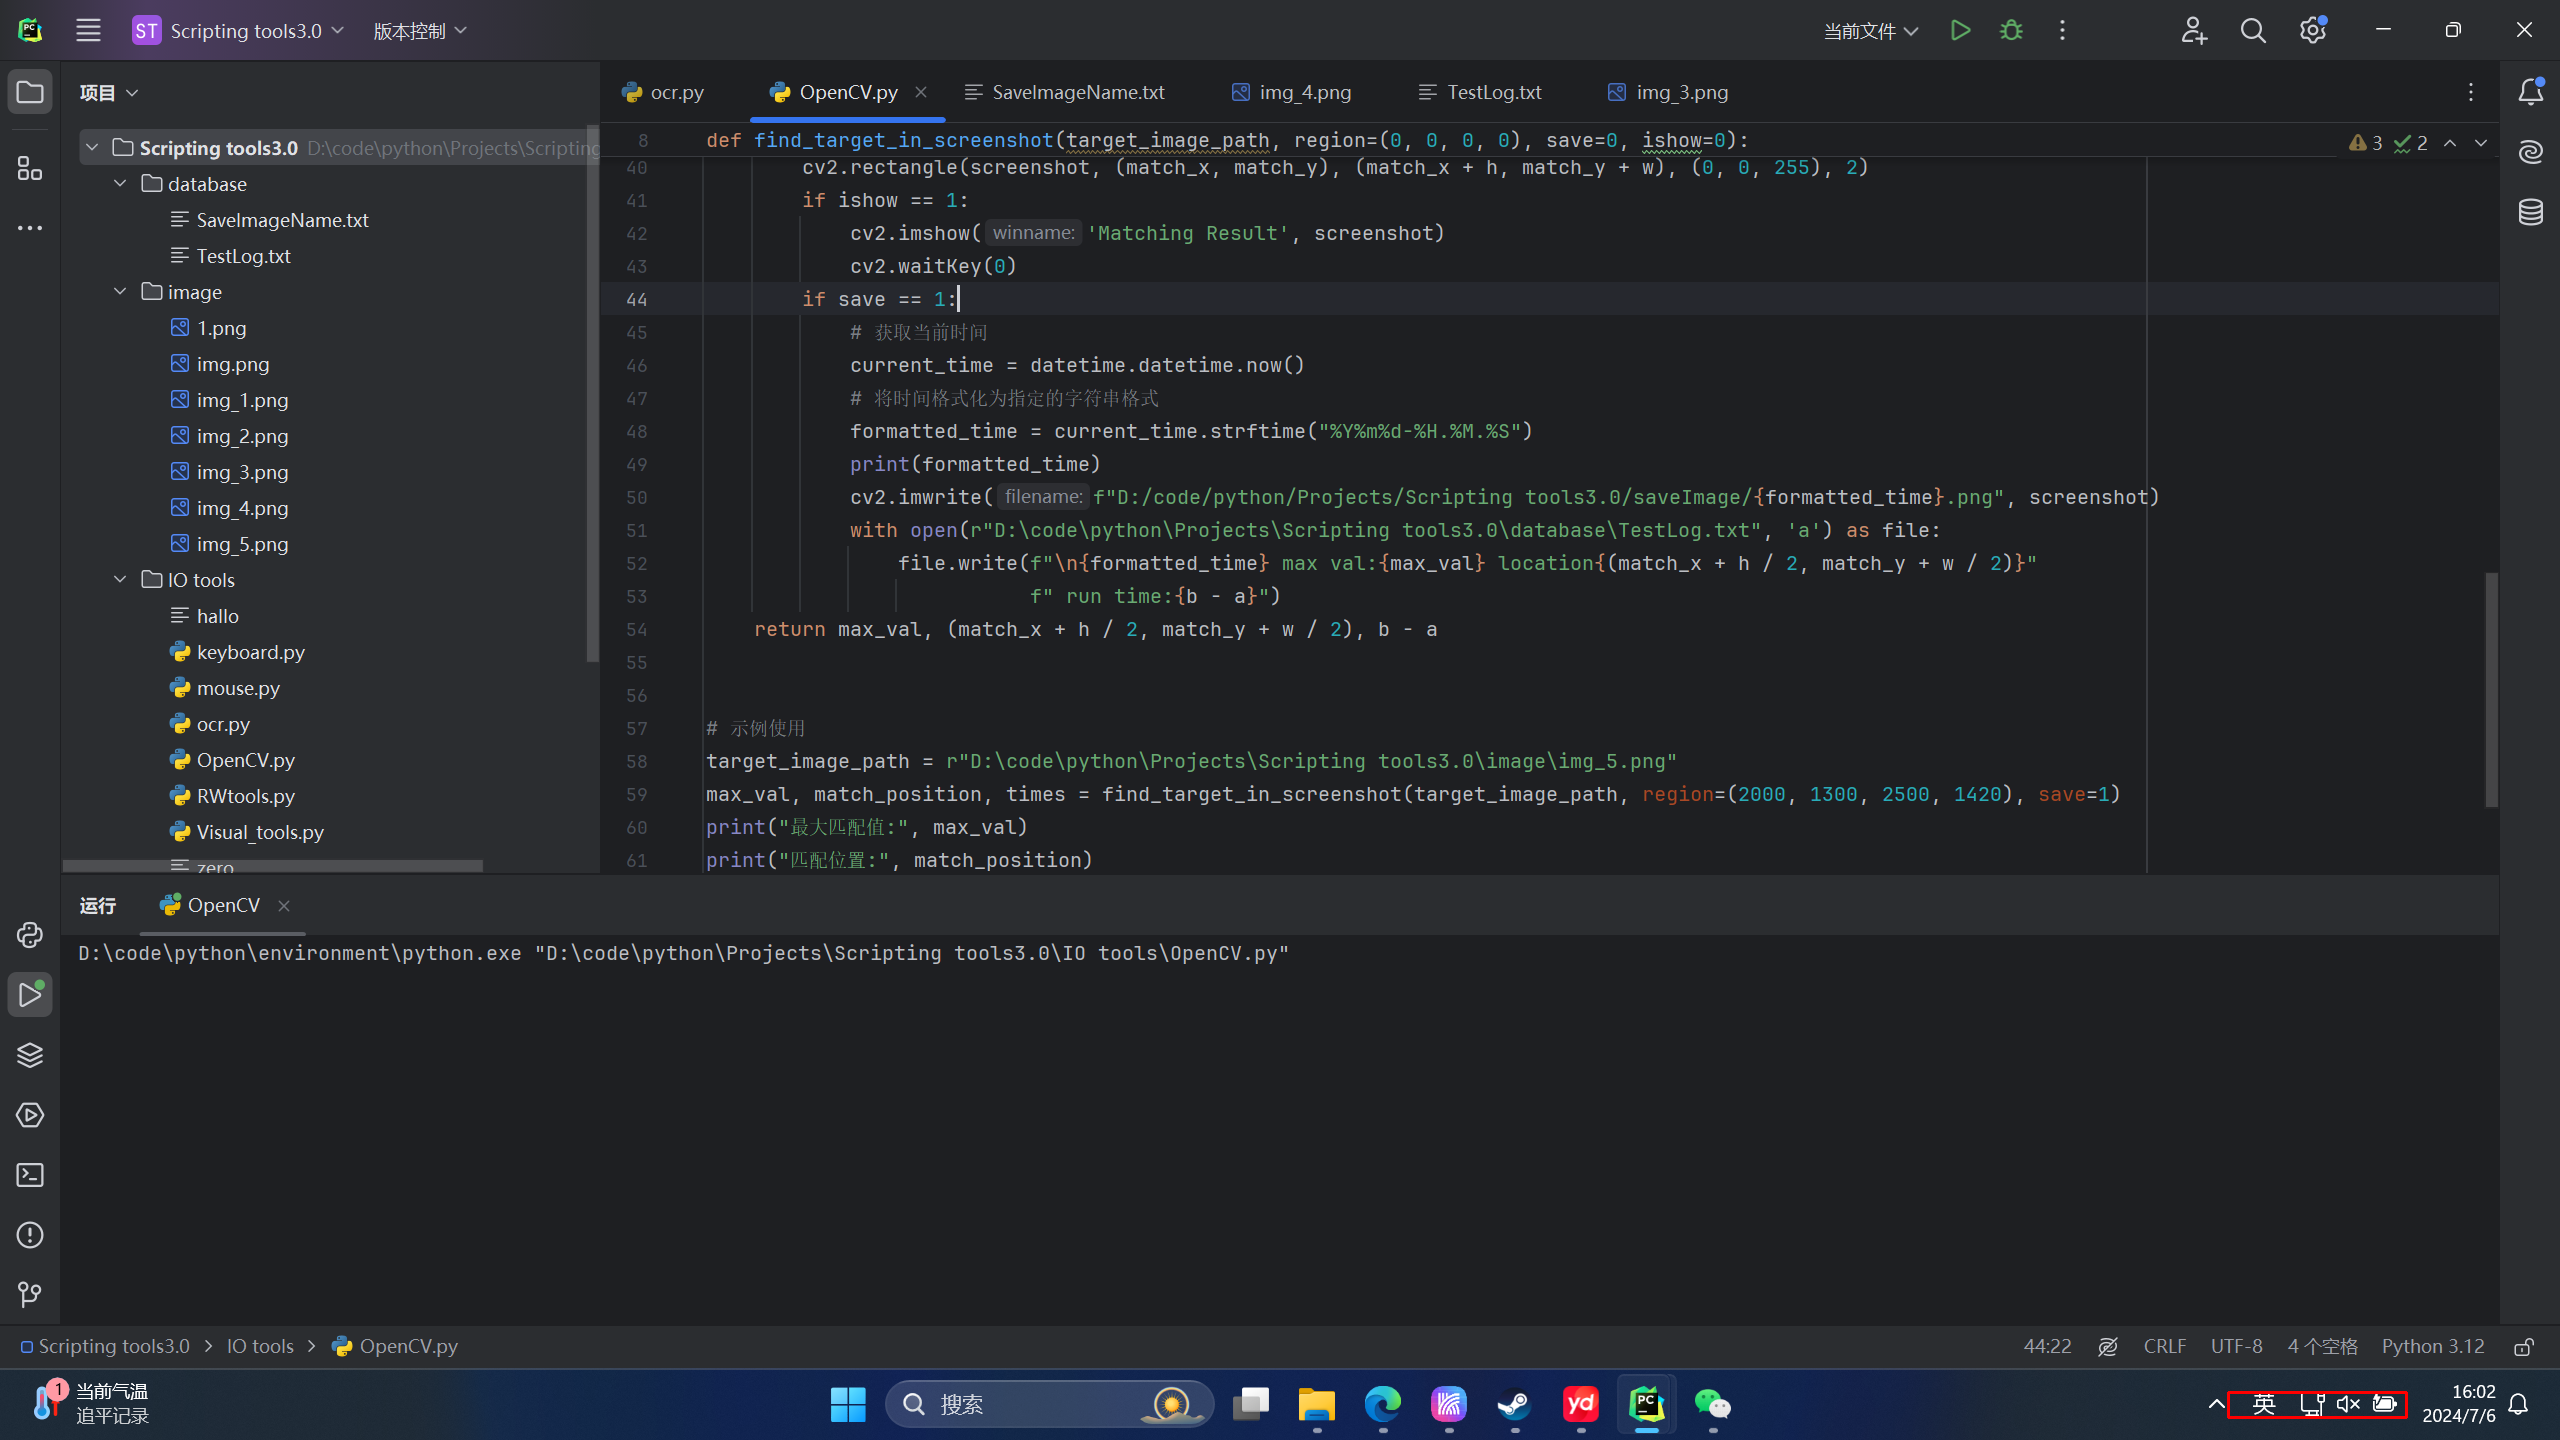 ST Scripting tools3.0 版本控制 当前文件
项目
ocr.py OpenCV.py SaveImageName.txt img_4.png TestLog.txt img_3.png
Scripting tools3.0 D:\code\python\Projects\Scripting
database
SaveImageName.txt
TestLog.txt
image
1.png
img.png
img_1.png
img_2.png
img_3.png
img_4.png
img_5.png
IO tools
hallo
keyboard.py
mouse.py
ocr.py
OpenCV.py
RWtools.py
Visual_tools.py
zero
8 def find_target_in_screenshot(target_image_path, region=(0, 0, 0, 0), save=0, ishow=0): 3 2
40 cv2.rectangle(screenshot, (match_x, match_y), (match_x + h, match_y + w), (0, 0, 255), 2)
41 if ishow == 1:
42 cv2.imshow( winname: 'Matching Result', screenshot)
43 cv2.waitKey(0)
44 if save == 1:
45 # 获取当前时间
46 current_time = datetime.datetime.now()
47 # 将时间格式化为指定的字符串格式
48 formatted_time = current_time.strftime("%Y%m%d-%H.%M.%S")
49 print(formatted_time)
50 cv2.imwrite( filename: f"D:/code/python/Projects/Scripting tools3.0/saveImage/{formatted_time}.png", screenshot)
51 with open(r"D:\code\python\Projects\Scripting tools3.0\database\TestLog.txt", 'a') as file:
52 file.write(f"\n{formatted_time} max val:{max_val} location{(match_x + h / 2, match_y + w / 2)}"
53 f" run time:{b - a}")
54 return max_val, (match_x + h / 2, match_y + w / 2), b - a
55
56
57 # 示例使用
58 target_image_path = r"D:\code\python\Projects\Scripting tools3.0\image\img_5.png"
59 max_val, match_position, times = find_target_in_screenshot(target_image_path, region=(2000, 1300, 2500, 1420), save=1)
60 print("最大匹配值:", max_val)
61 print("匹配位置:", match_position)
运行 OpenCV
D:\code\python\environment\python.exe "D:\code\python\Projects\Scripting tools3.0\IO tools\OpenCV.py"
Scripting tools3.0 > IO tools > OpenCV.py 44:22 CRLF UTF-8 4 个空格 Python 3.12
1 当前气温
追平记录
搜索
yd
PC
英
16:02
2024/7/6